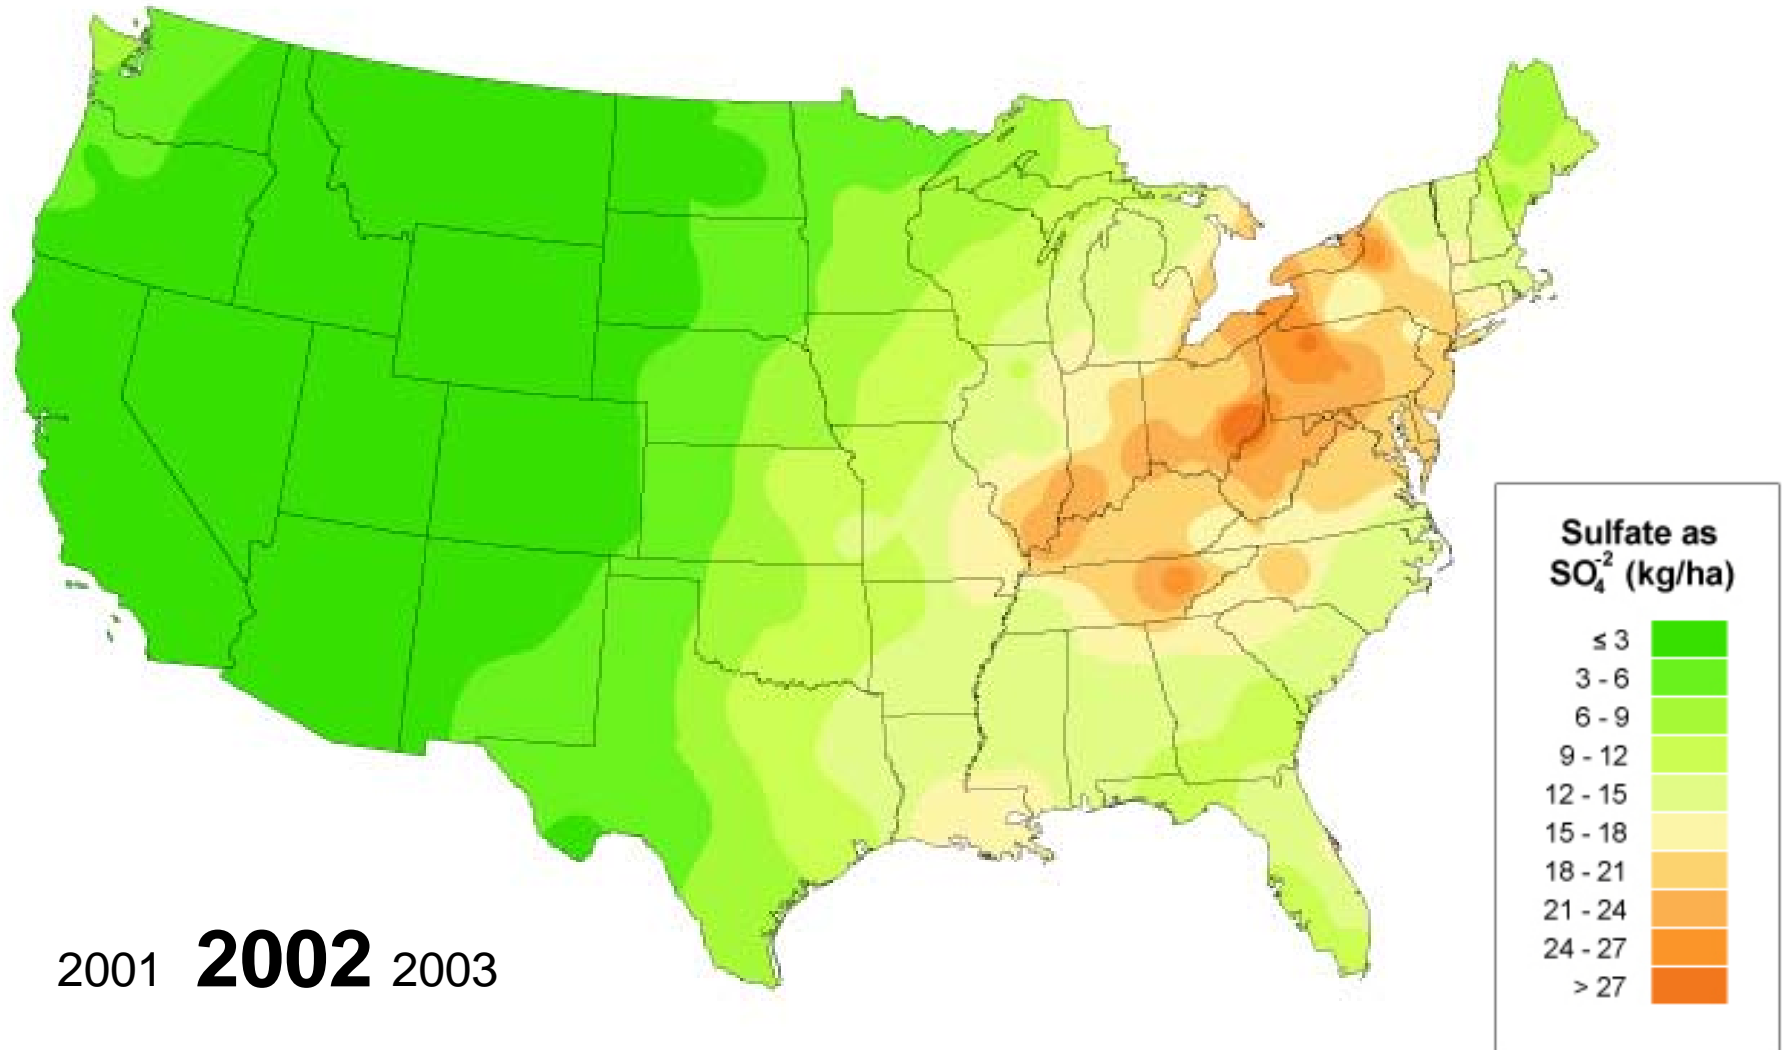 Sulfate as
SO₄⁻² (kg/ha)
≤ 3
3 - 6
6 - 9
9 - 12
12 - 15
15 - 18
18 - 21
21 - 24
24 - 27
> 27
2001 2002 2003